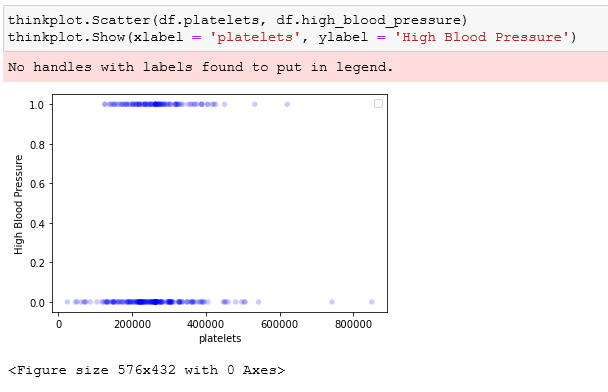 thinkplot.Scatter(df.platelets, df.high_blood_pressure)
thinkplot.Show(xlabel = 'platelets', ylabel = 'High Blood Pressure')
No handles with labels found to put in legend.
1.0
0.8
0.6
0.4
0.2
0.0
High Blood Pressure
0 200000 400000 600000 800000
platelets
<Figure size 576x432 with 0 Axes>